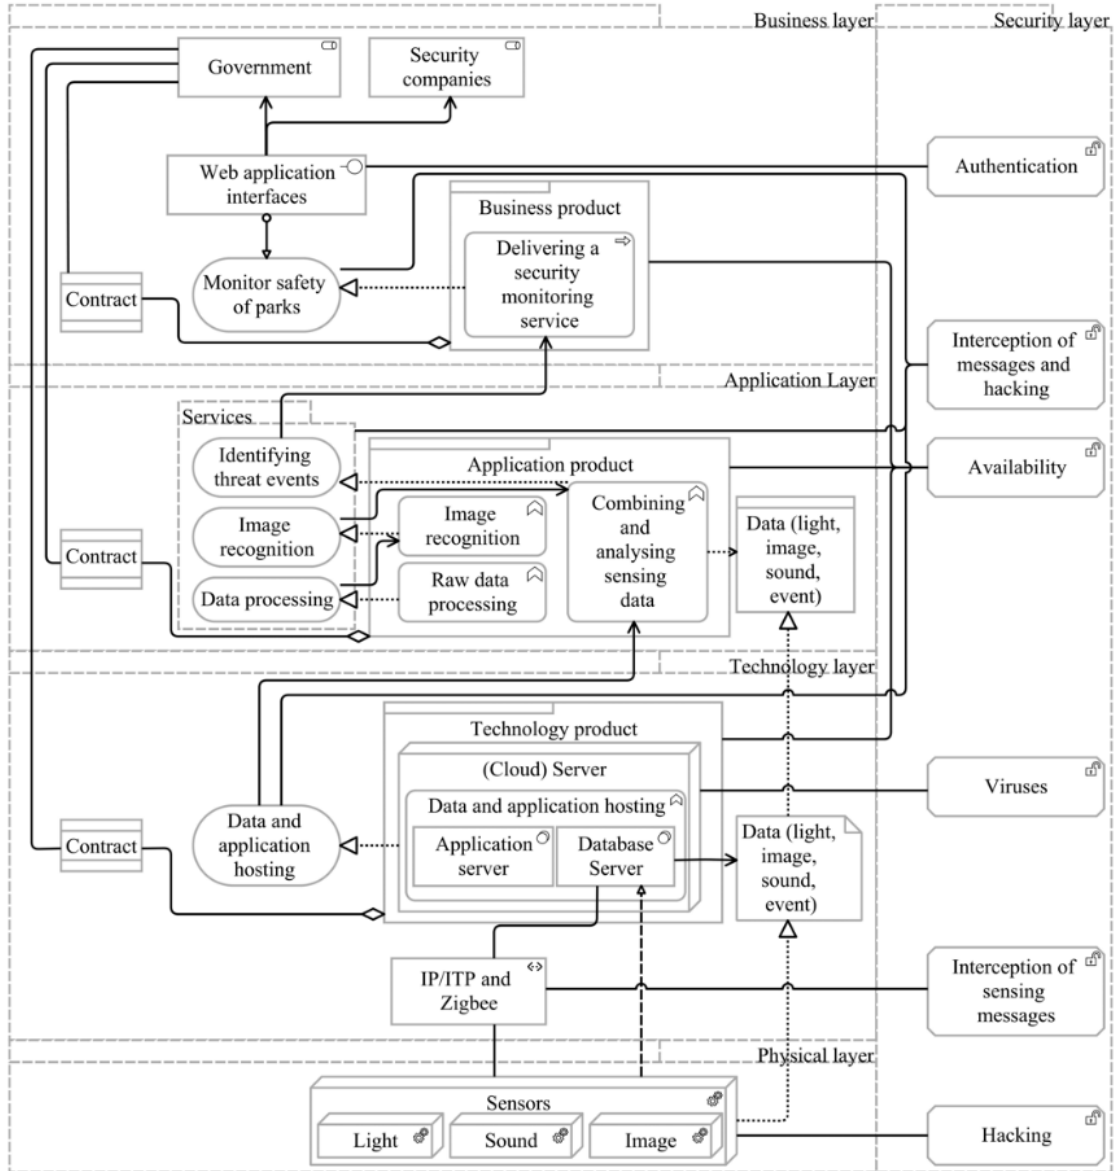 Business layer
Security layer
Government
Security
companies
Web application
interfaces
Authentication
Business product
Delivering a
security
monitoring
service
Monitor safety
of parks
Contract
Interception of
messages and
hacking
Application Layer
Services
Identifying
threat events
Application product
Availability
Image
recognition
Image
recognition
Combining
and
analysing
sensing
data
Data (light,
image,
sound,
event)
Contract
Data processing
Raw data
processing
Technology layer
Technology product
(Cloud) Server
Viruses
Data and application hosting
Application
server
Database
Server
Contract
Data and
application
hosting
Data (light,
image,
sound,
event)
IP/ITP and
Zigbee
Interception of
sensing
messages
Physical layer
Sensors
Light
Sound
Image
Hacking